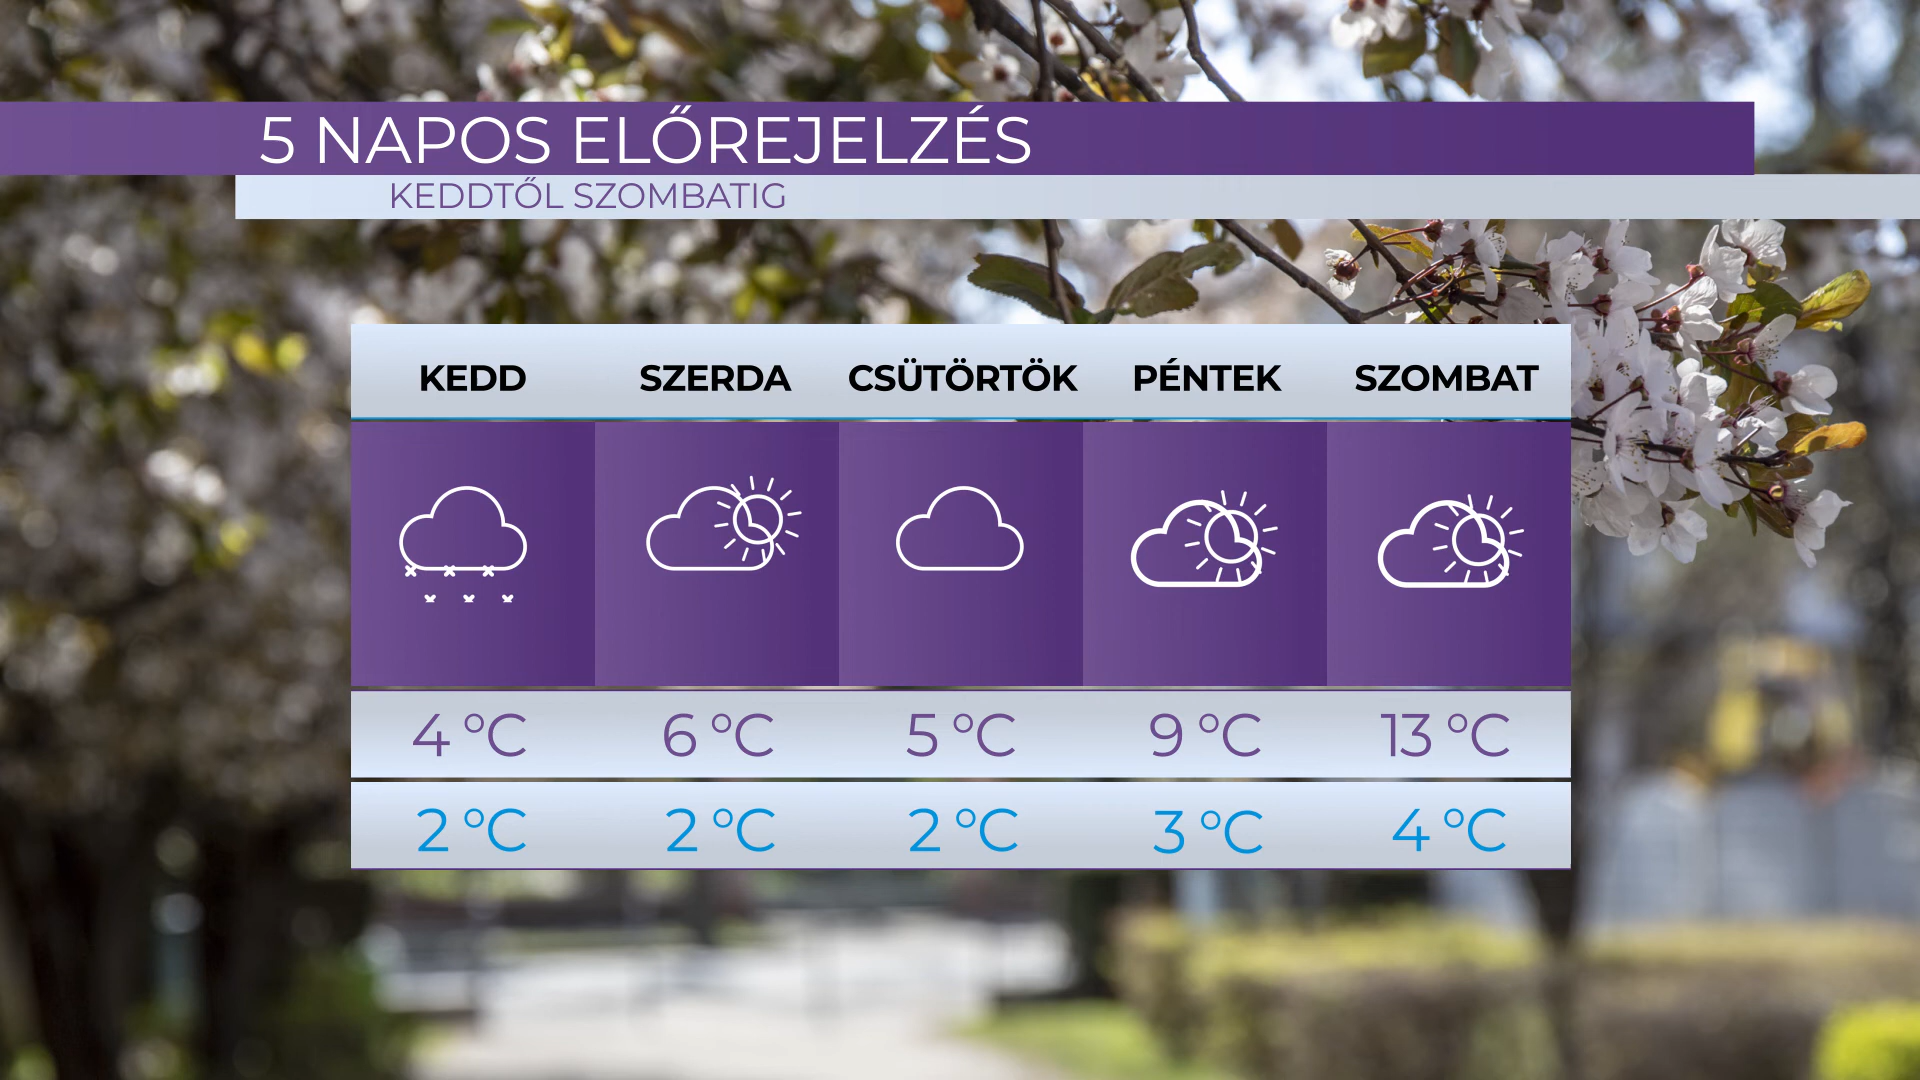 5 NAPOS ELŐREJELZÉS
KEDDTŐL SZOMBATIG
KEDD SZERDA CSÜTÖRTÖK PÉNTEK SZOMBAT
4 °C 6 °C 5 °C 9 °C 13 °C
2 °C 2 °C 2 °C 3 °C 4 °C